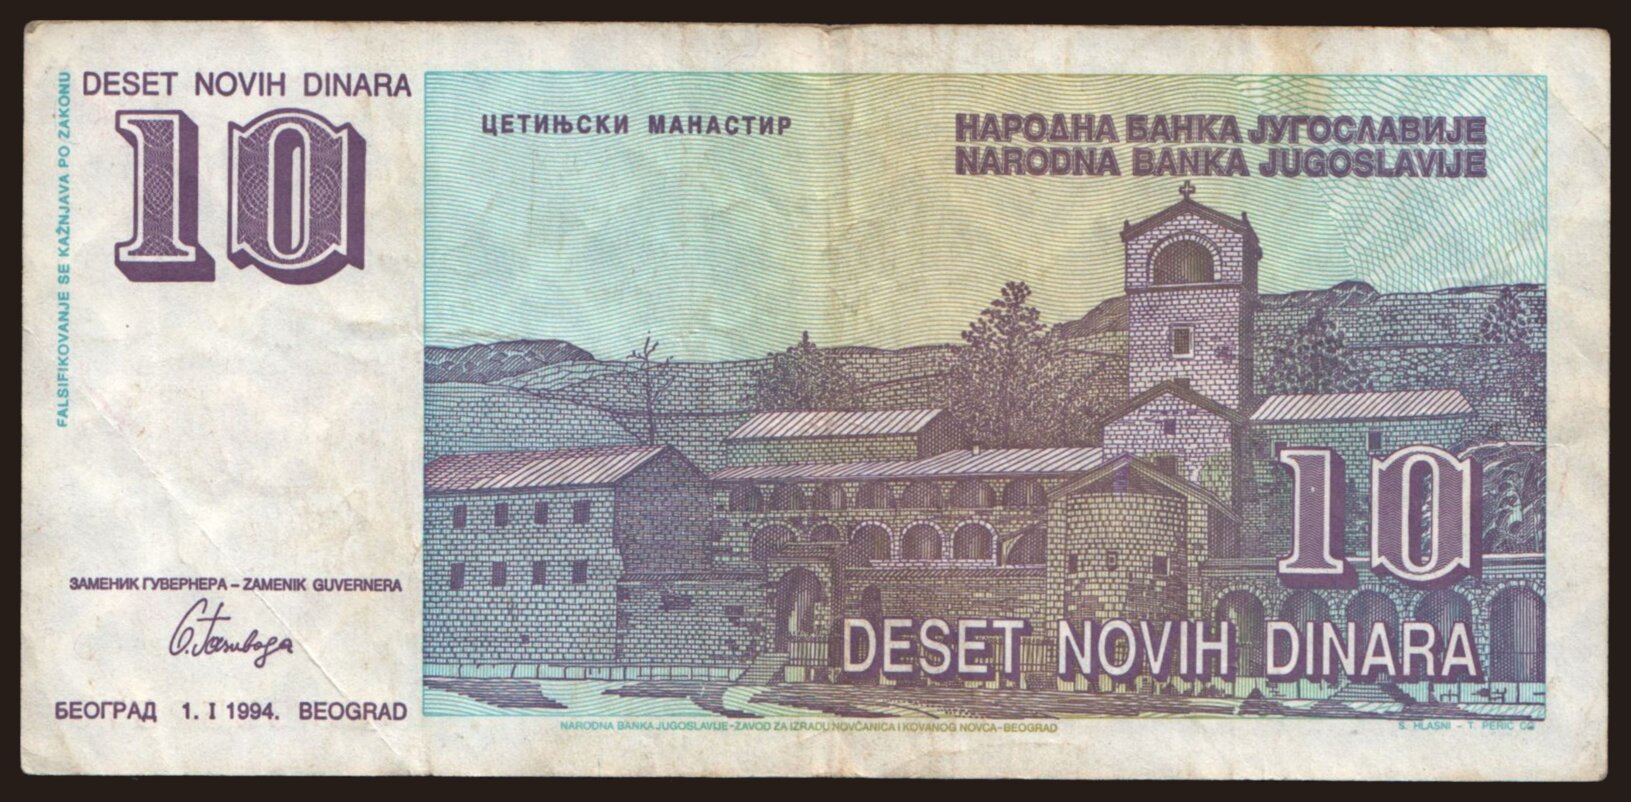 DESET NOVIH DINARA
10
FALSIFIKOVANJE SE KAŽNJAVA PO ZAKONU
ЦЕТИЊСКИ МАНАСТИР
НАРОДНА БАНКА ЈУГОСЛАВИЈЕ
NARODNA BANKA JUGOSLAVIJE
10
DESET NOVIH DINARA
ЗАМЕНИК ГУВЕРНЕРА – ZAMENIK GUVERNERA
БЕОГРАД 1. I 1994. BEOGRAD
NARODNA BANKA JUGOSLAVIJE–ZAVOD ZA IZRADU NOVČANICA I KOVANOG NOVCA–BEOGRAD
S. HLASNI – T. PERIĆ